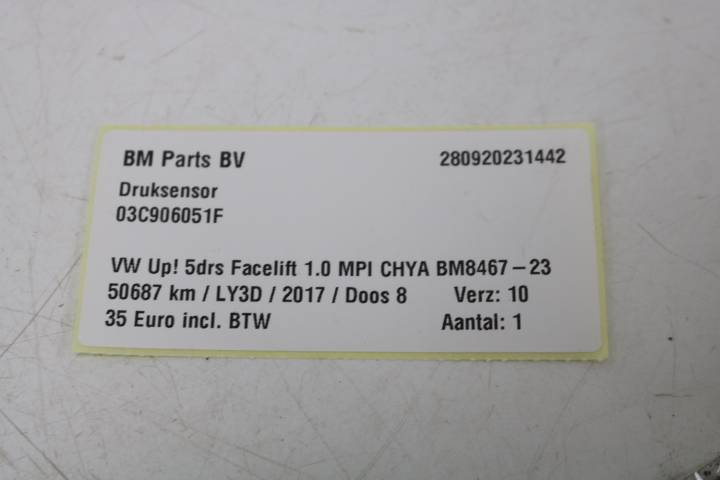 BM Parts BV 280920231442
Druksensor
03C906051F
VW Up! 5drs Facelift 1.0 MPI CHYA BM8467-23
50687 km / LY3D / 2017 / Doos 8 Verz: 10
35 Euro incl. BTW Aantal: 1